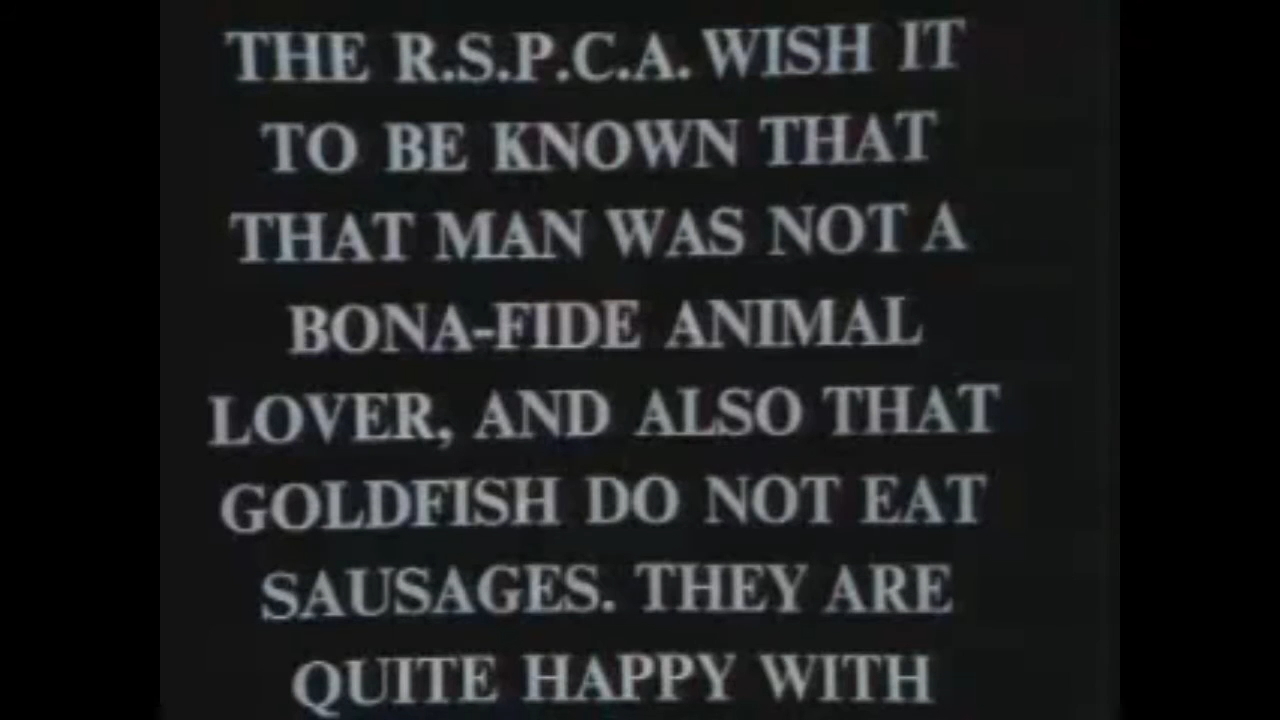 THE R.S.P.C.A. WISH IT
TO BE KNOWN THAT
THAT MAN WAS NOT A
BONA-FIDE ANIMAL
LOVER, AND ALSO THAT
GOLDFISH DO NOT EAT
SAUSAGES. THEY ARE
QUITE HAPPY WITH